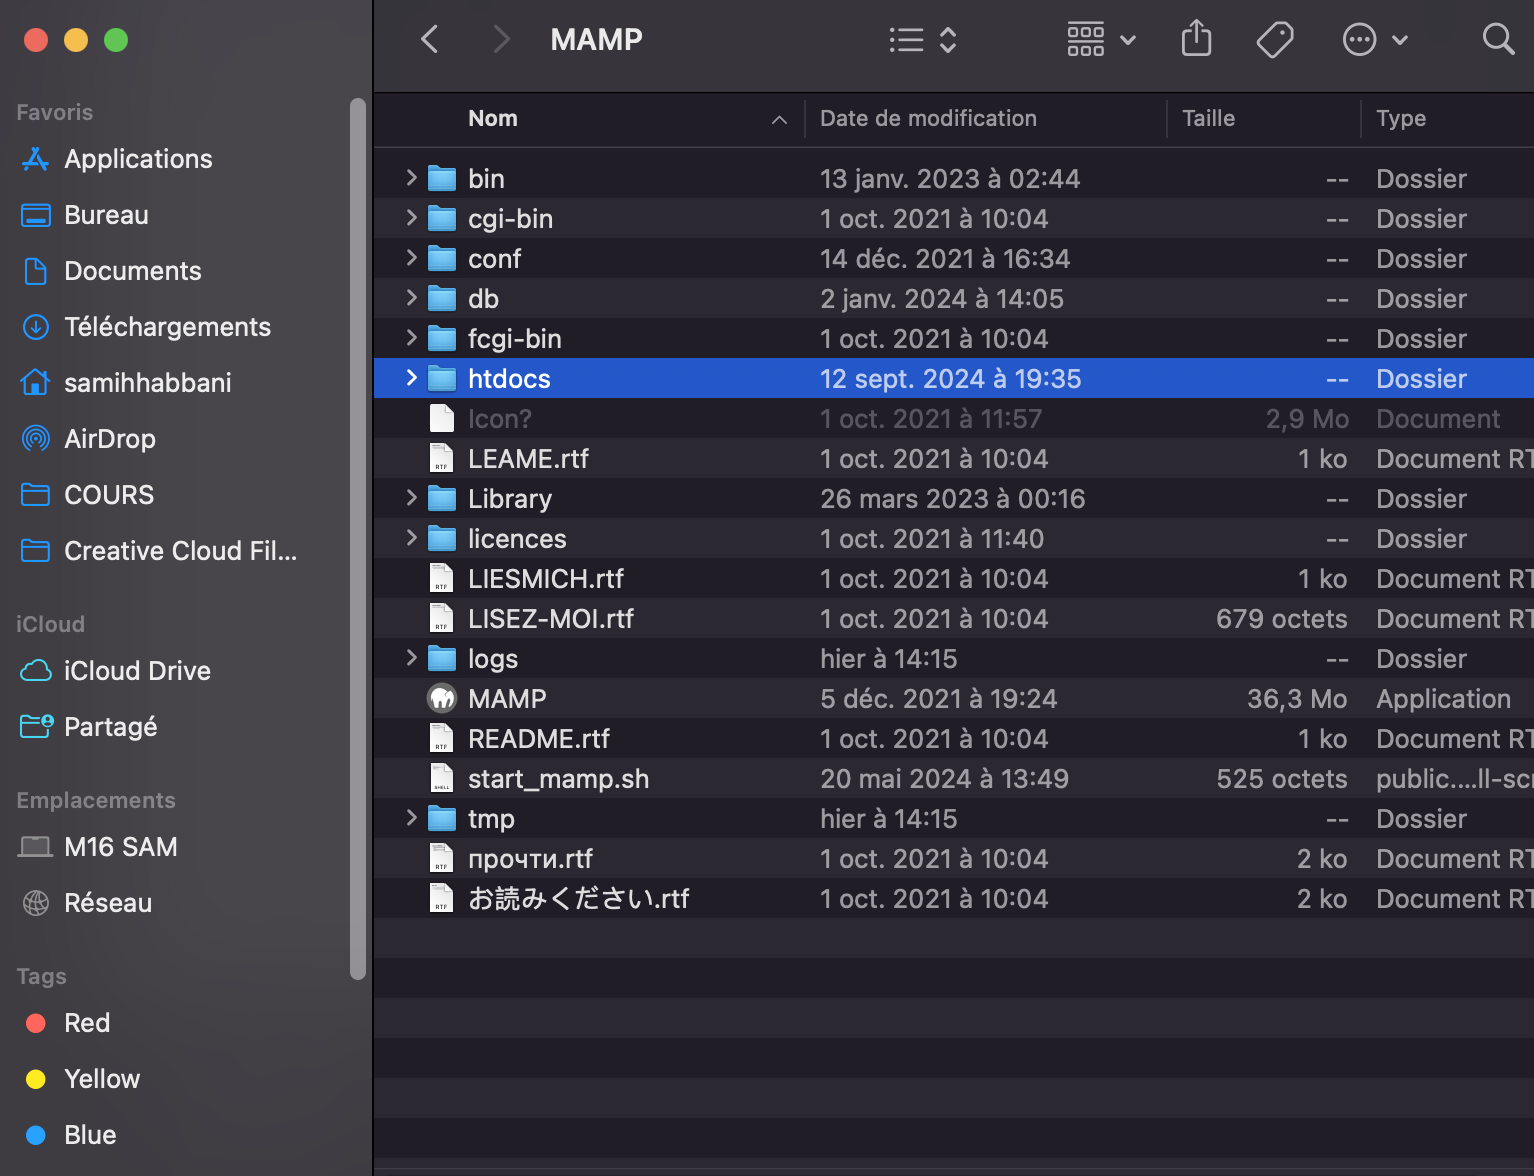 MAMP
Favoris
Applications
Bureau
Documents
Téléchargements
samihhabbani
AirDrop
COURS
Creative Cloud Fil...
iCloud
iCloud Drive
Partagé
Emplacements
M16 SAM
Réseau
Tags
Red
Yellow
Blue
Nom Date de modification Taille Type
bin 13 janv. 2023 à 02:44 -- Dossier
cgi-bin 1 oct. 2021 à 10:04 -- Dossier
conf 14 déc. 2021 à 16:34 -- Dossier
db 2 janv. 2024 à 14:05 -- Dossier
fcgi-bin 1 oct. 2021 à 10:04 -- Dossier
htdocs 12 sept. 2024 à 19:35 -- Dossier
Icon? 1 oct. 2021 à 11:57 2,9 Mo Document
LEAME.rtf 1 oct. 2021 à 10:04 1 ko Document RT
Library 26 mars 2023 à 00:16 -- Dossier
licences 1 oct. 2021 à 11:40 -- Dossier
LIESMICH.rtf 1 oct. 2021 à 10:04 1 ko Document RT
LISEZ-MOI.rtf 1 oct. 2021 à 10:04 679 octets Document RT
logs hier à 14:15 -- Dossier
MAMP 5 déc. 2021 à 19:24 36,3 Mo Application
README.rtf 1 oct. 2021 à 10:04 1 ko Document RT
start_mamp.sh 20 mai 2024 à 13:49 525 octets public....ll-scr
tmp hier à 14:15 -- Dossier
прочти.rtf 1 oct. 2021 à 10:04 2 ko Document RT
お読みください.rtf 1 oct. 2021 à 10:04 2 ko Document RT